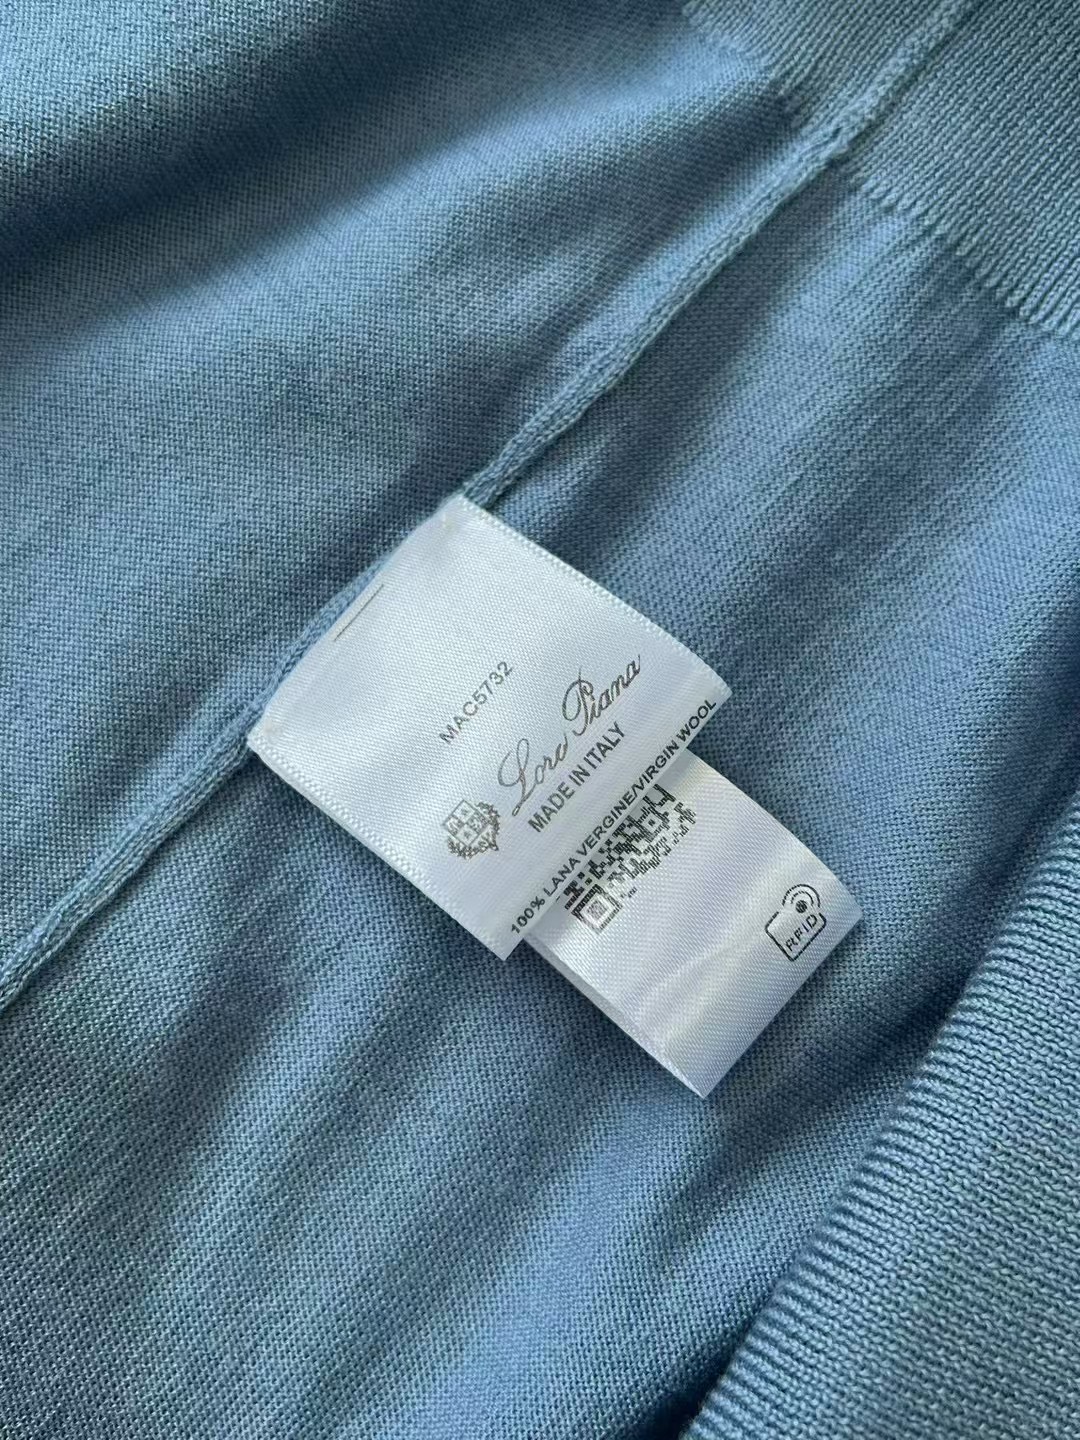 MAC5732
Loro Piana
MADE IN ITALY
100% LANA VERGINE/VIRGIN WOOL
RFID